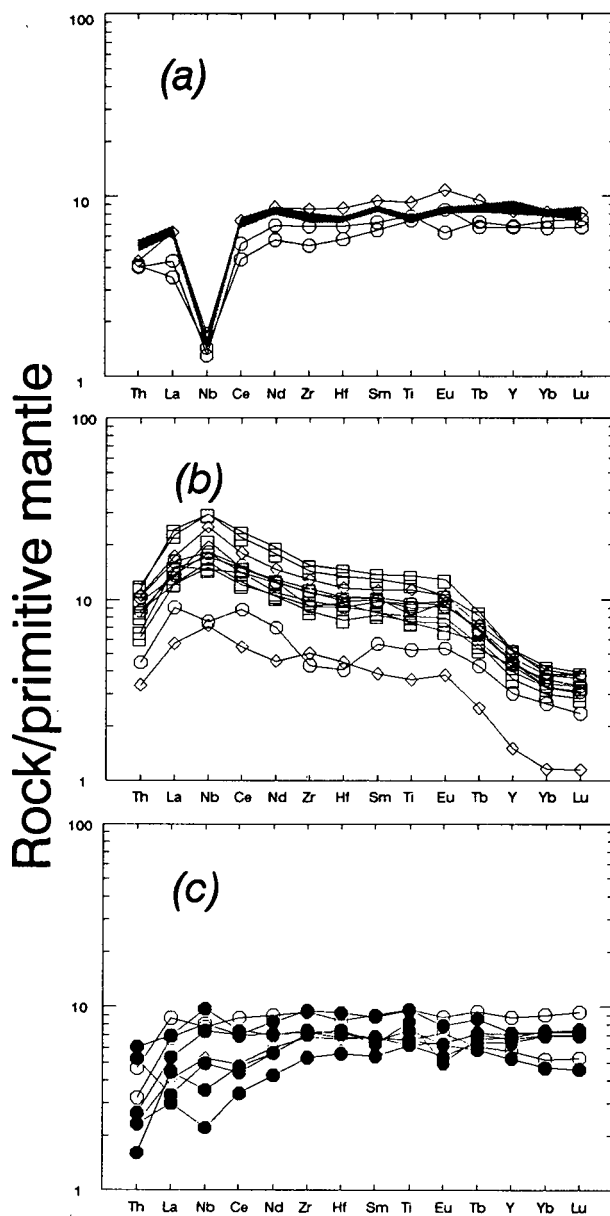 Rock/primitive mantle
100
(a)
10
1
Th La Nb Ce Nd Zr Hf Sm Ti Eu Tb Y Yb Lu
100
(b)
10
1
Th La Nb Ce Nd Zr Hf Sm Ti Eu Tb Y Yb Lu
100
(c)
10
1
Th La Nb Ce Nd Zr Hf Sm Ti Eu Tb Y Yb Lu